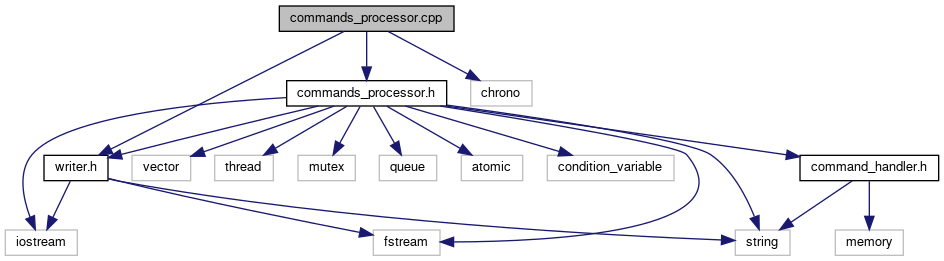 commands_processor.cpp
commands_processor.h
chrono
writer.h
vector
thread
mutex
queue
atomic
condition_variable
command_handler.h
iostream
fstream
string
memory